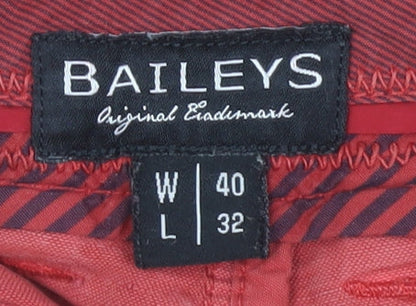 BAILEYS
Original Trademark
W | 40
L | 32